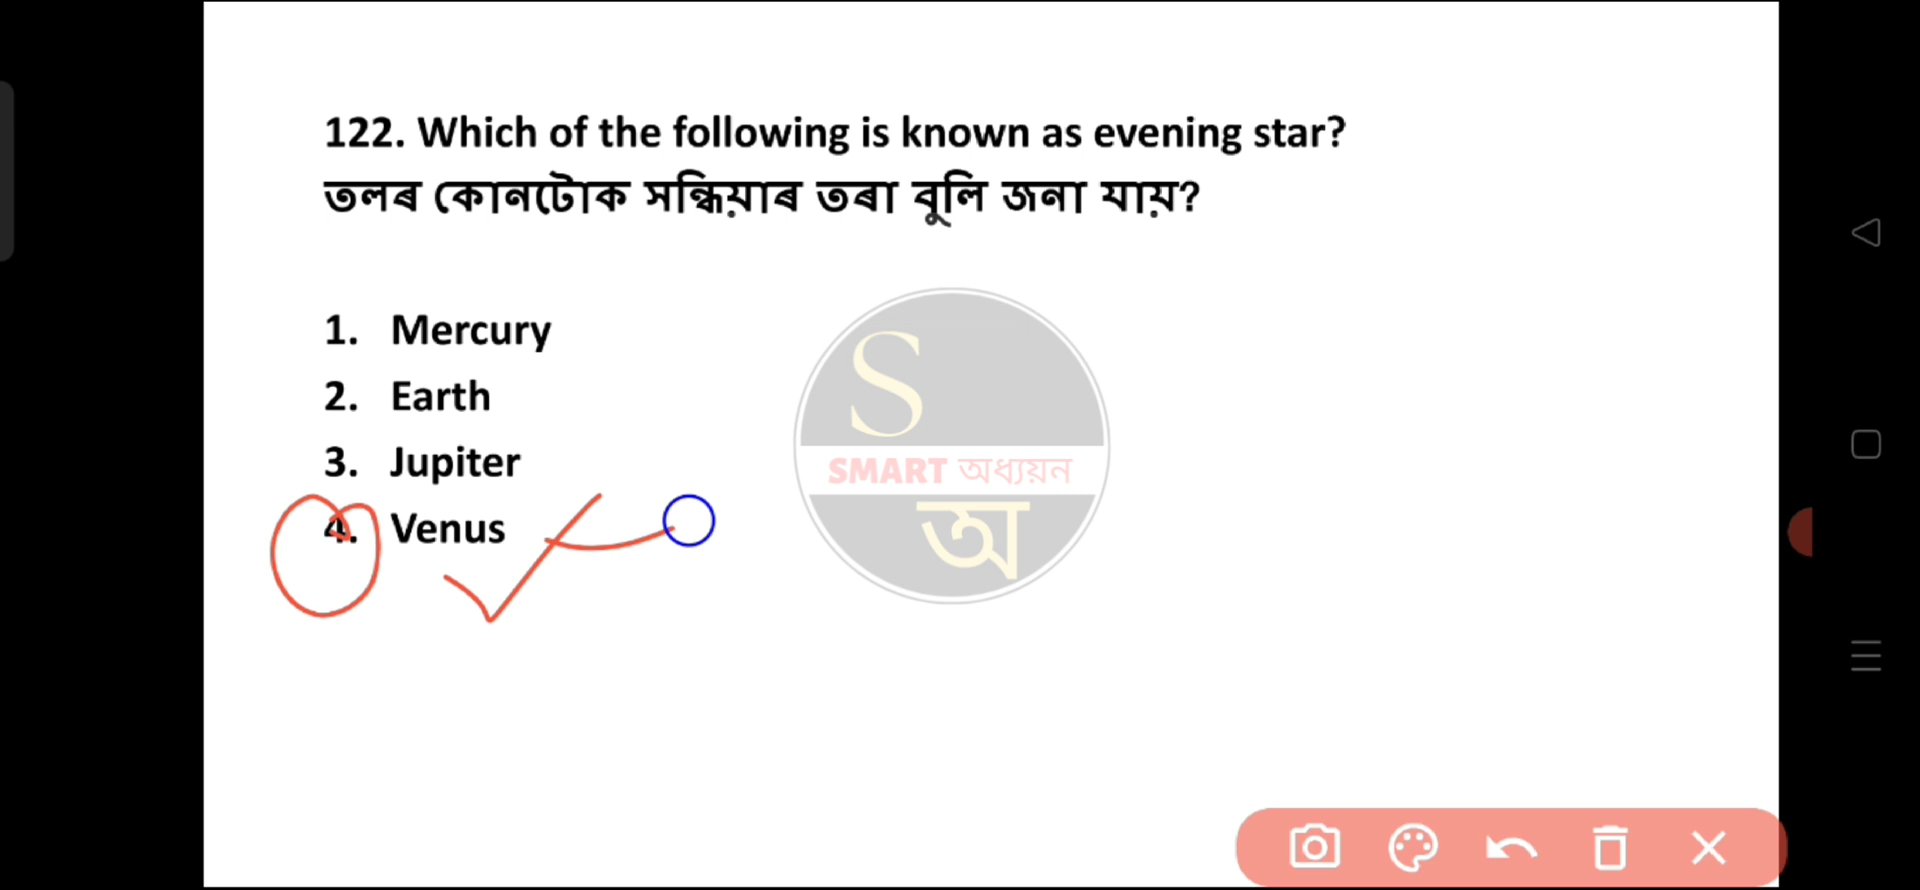 122. Which of the following is known as evening star?
তলৰ কোনটোক সন্ধিয়াৰ তৰা বুলি জনা যায়?
1. Mercury
2. Earth
3. Jupiter
4. Venus
S
SMART অধ্যয়ন
অ